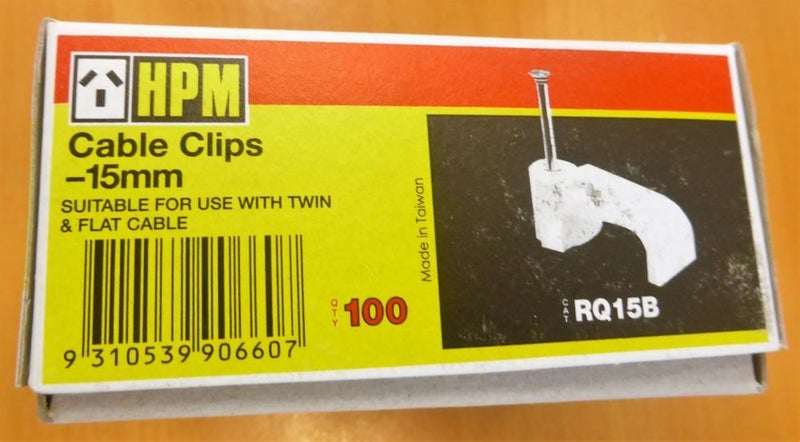 HPM
Cable Clips
–15mm
SUITABLE FOR USE WITH TWIN
& FLAT CABLE
9 310539 906607
QTY 100
Made in Taiwan
CAT RQ15B